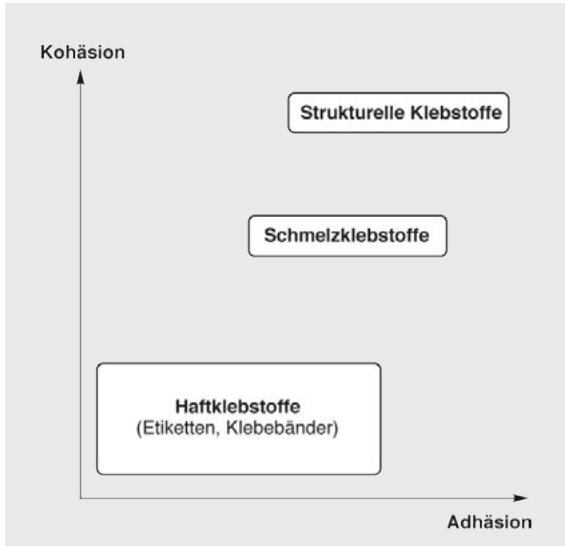 Kohäsion
Strukturelle Klebstoffe
Schmelzklebstoffe
Haftklebstoffe
(Etiketten, Klebebänder)
Adhäsion